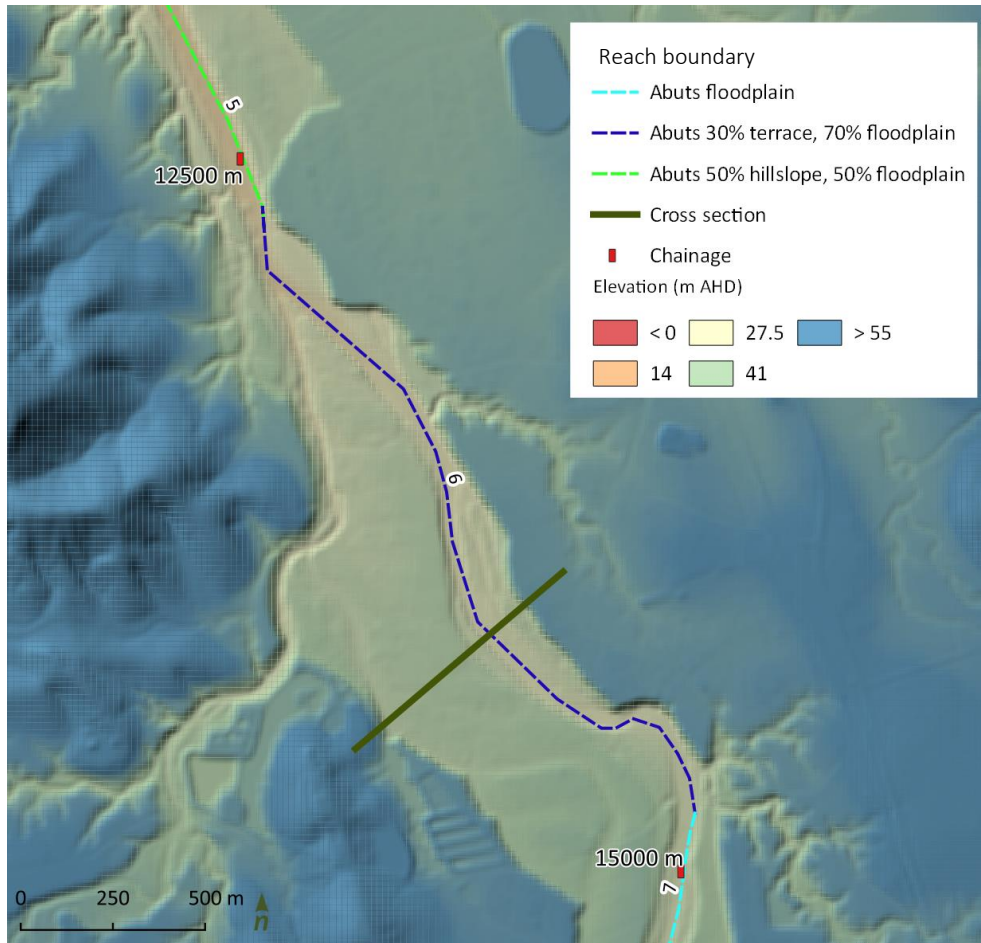 5
12500 m
6
15000 m
7
0 250 500 m
n
Reach boundary
Abuts floodplain
Abuts 30% terrace, 70% floodplain
Abuts 50% hillslope, 50% floodplain
Cross section
Chainage
Elevation (m AHD)
< 0 27.5 > 55
14 41